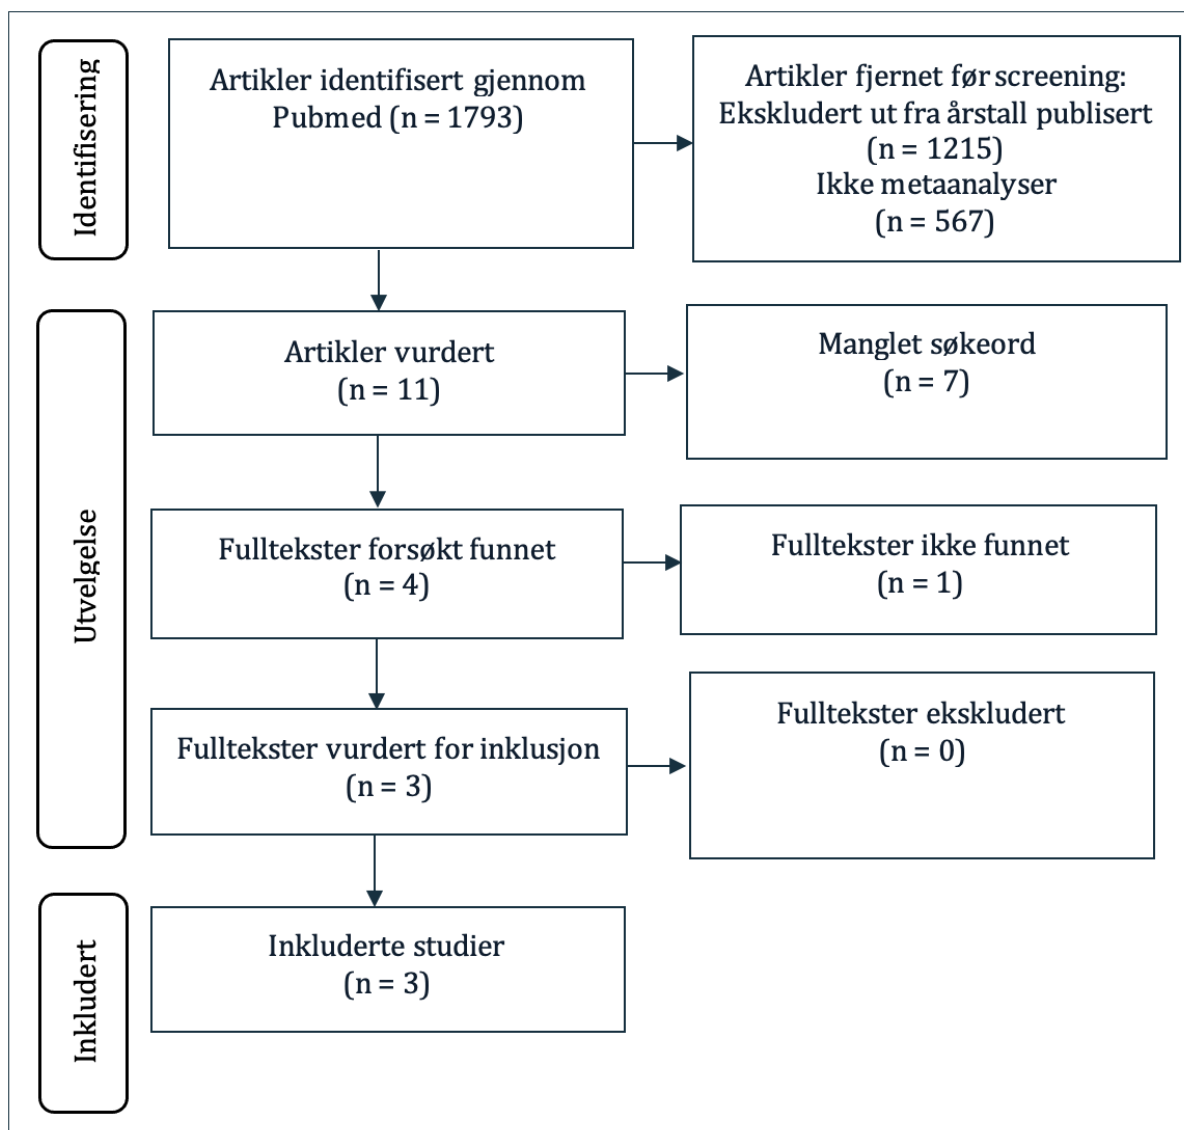 Identifisering
Artikler identifisert gjennom
Pubmed (n = 1793)
Artikler fjernet før screening:
Ekskludert ut fra årstall publisert
(n = 1215)
Ikke metaanalyser
(n = 567)
Utvelgelse
Artikler vurdert
(n = 11)
Manglet søkeord
(n = 7)
Fulltekster forsøkt funnet
(n = 4)
Fulltekster ikke funnet
(n = 1)
Fulltekster vurdert for inklusjon
(n = 3)
Fulltekster ekskludert
(n = 0)
Inkludert
Inkluderte studier
(n = 3)